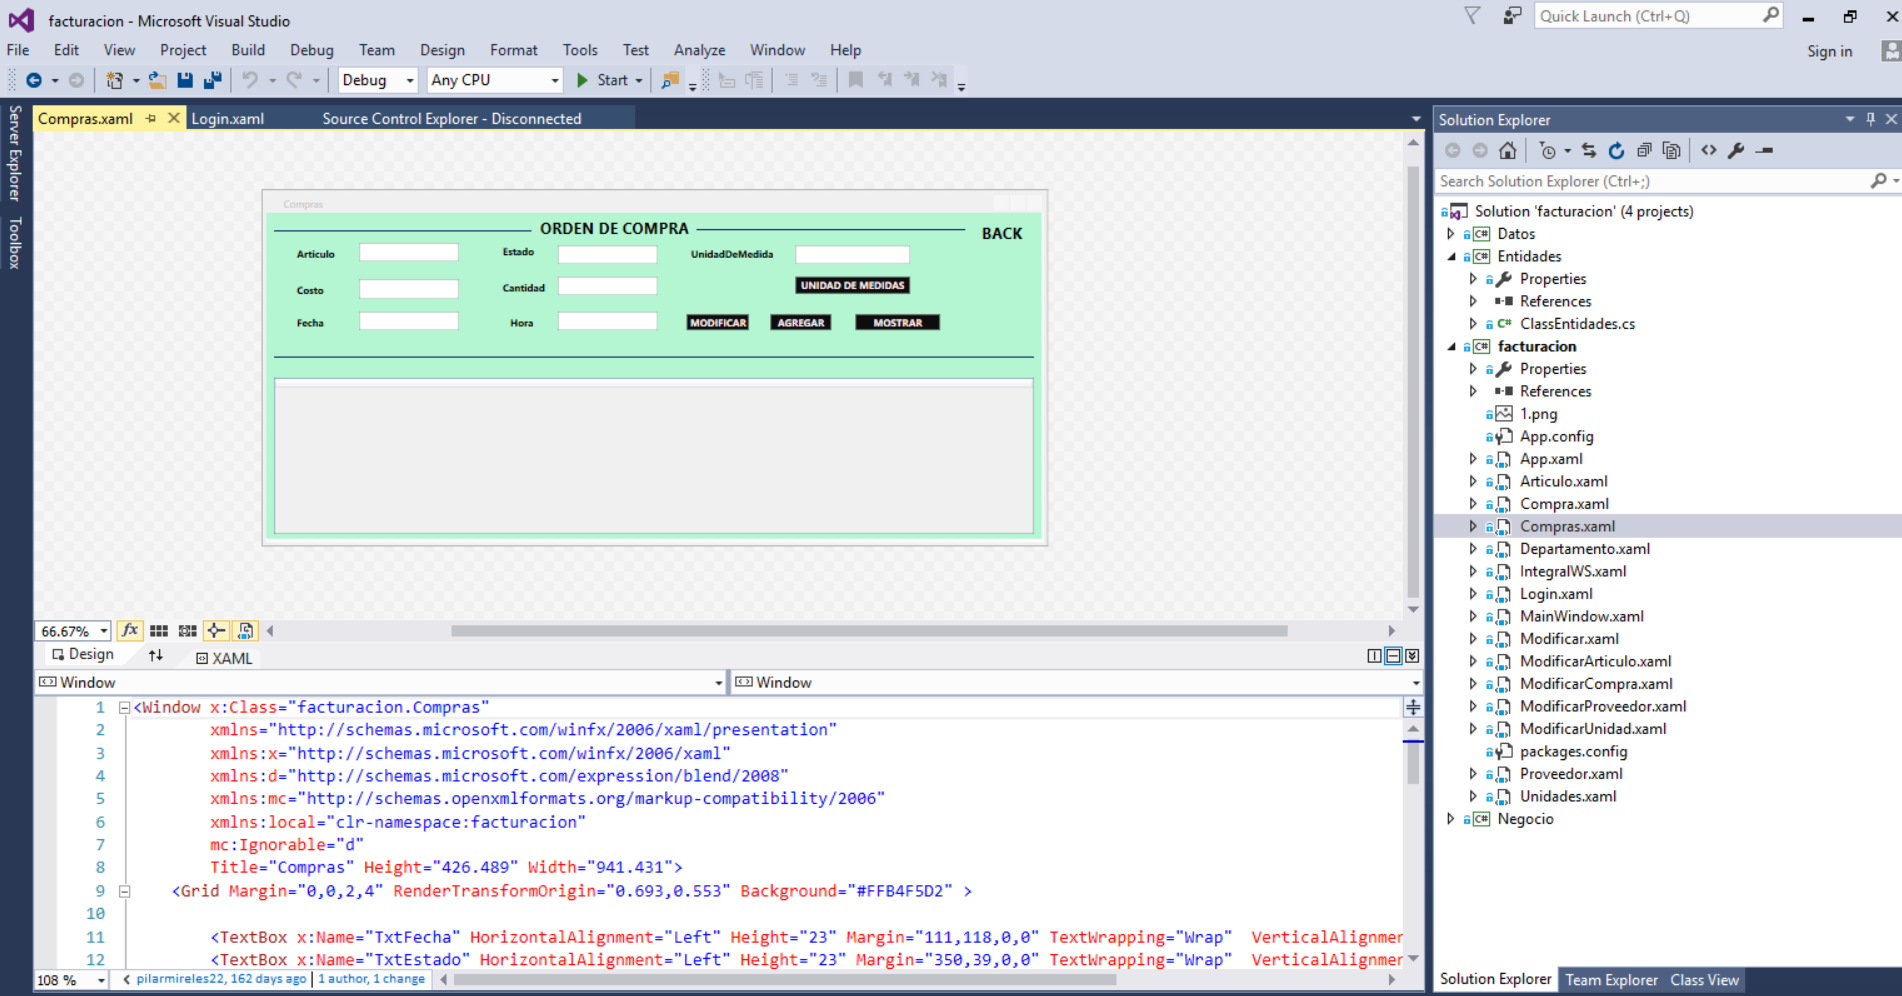 facturacion - Microsoft Visual Studio
Quick Launch (Ctrl+Q)
File Edit View Project Build Debug Team Design Format Tools Test Analyze Window Help
Sign in
Debug Any CPU Start
Server Explorer
Toolbox
Compras.xaml Login.xaml Source Control Explorer - Disconnected
Compras
ORDEN DE COMPRA
BACK
Articulo Estado UnidadDeMedida
Costo Cantidad UNIDAD DE MEDIDAS
Fecha Hora MODIFICAR AGREGAR MOSTRAR
66.67% fx
Design XAML
Window Window
1 <Window x:Class="facturacion.Compras"
2 xmlns="http://schemas.microsoft.com/winfx/2006/xaml/presentation"
3 xmlns:x="http://schemas.microsoft.com/winfx/2006/xaml"
4 xmlns:d="http://schemas.microsoft.com/expression/blend/2008"
5 xmlns:mc="http://schemas.openxmlformats.org/markup-compatibility/2006"
6 xmlns:local="clr-namespace:facturacion"
7 mc:Ignorable="d"
8 Title="Compras" Height="426.489" Width="941.431">
9 <Grid Margin="0,0,2,4" RenderTransformOrigin="0.693,0.553" Background="#FFB4F5D2" >
10
11 <TextBox x:Name="TxtFecha" HorizontalAlignment="Left" Height="23" Margin="111,118,0,0" TextWrapping="Wrap" VerticalAlignmer
12 <TextBox x:Name="TxtEstado" HorizontalAlignment="Left" Height="23" Margin="350,39,0,0" TextWrapping="Wrap" VerticalAlignmer
108 % pilarmireles22, 162 days ago | 1 author, 1 change
Solution Explorer
Search Solution Explorer (Ctrl+;)
Solution 'facturacion' (4 projects)
C# Datos
C# Entidades
Properties
References
C# ClassEntidades.cs
C# facturacion
Properties
References
1.png
App.config
App.xaml
Articulo.xaml
Compra.xaml
Compras.xaml
Departamento.xaml
IntegralWS.xaml
Login.xaml
MainWindow.xaml
Modificar.xaml
ModificarArticulo.xaml
ModificarCompra.xaml
ModificarProveedor.xaml
ModificarUnidad.xaml
packages.config
Proveedor.xaml
Unidades.xaml
C# Negocio
Solution Explorer Team Explorer Class View